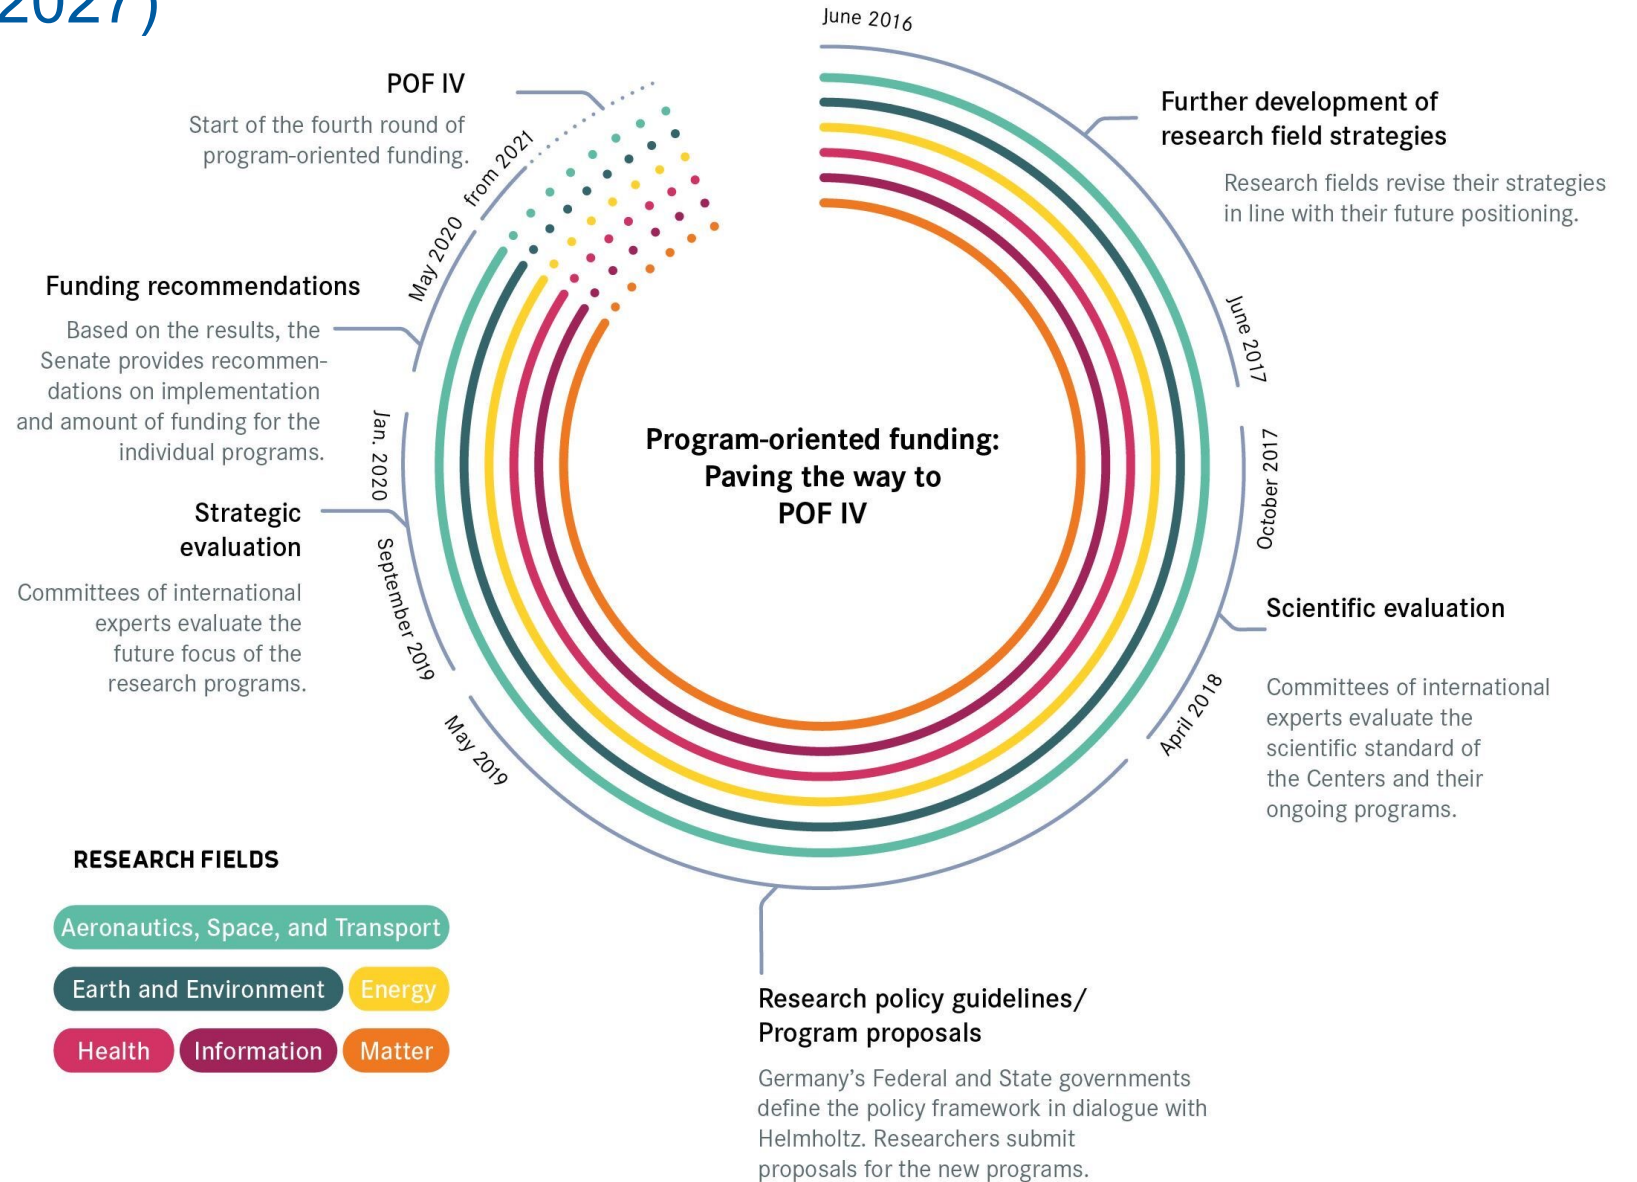 2027)
June 2016
Further development of
research field strategies
Research fields revise their strategies
in line with their future positioning.
June 2017
October 2017
Scientific evaluation
Committees of international
experts evaluate the
scientific standard of
the Centers and their
ongoing programs.
April 2018
Research policy guidelines/
Program proposals
Germany's Federal and State governments
define the policy framework in dialogue with
Helmholtz. Researchers submit
proposals for the new programs.
May 2019
September 2019
Strategic
evaluation
Committees of international
experts evaluate the
future focus of the
research programs.
Jan. 2020
Funding recommendations
Based on the results, the
Senate provides recommen-
dations on implementation
and amount of funding for the
individual programs.
May 2020
from 2021
POF IV
Start of the fourth round of
program-oriented funding.
Program-oriented funding:
Paving the way to
POF IV
RESEARCH FIELDS
Aeronautics, Space, and Transport
Earth and Environment
Energy
Health
Information
Matter